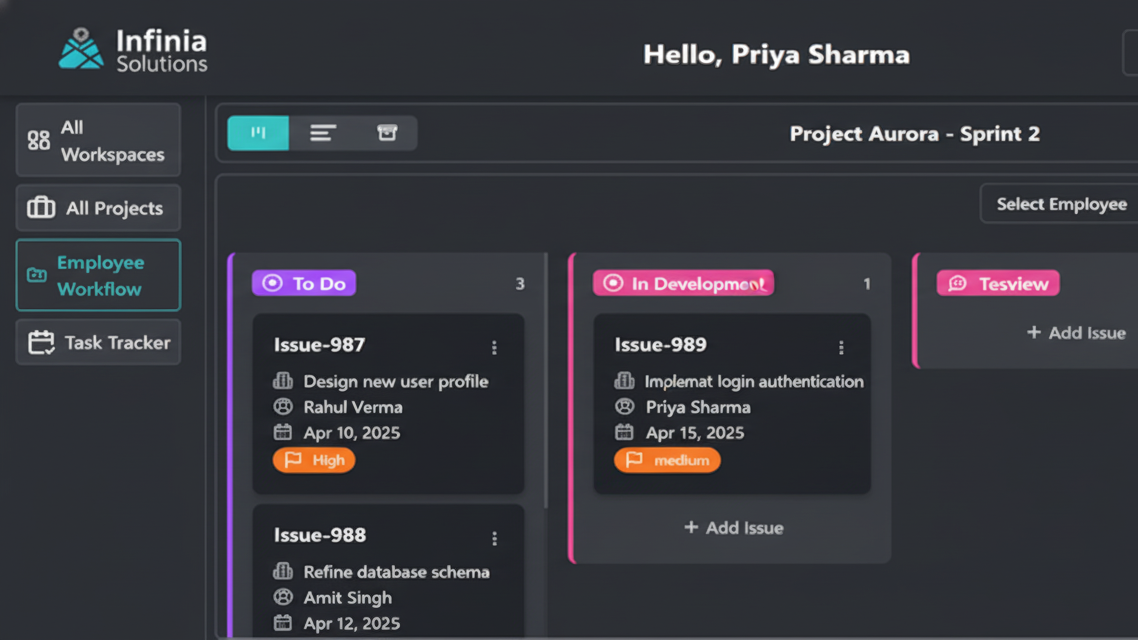 Infinia
Solutions
Hello, Priya Sharma
All
Workspaces
All Projects
Employee
Workflow
Task Tracker
Project Aurora - Sprint 2
Select Employee
To Do
3
Issue-987
Design new user profile
Rahul Verma
Apr 10, 2025
High
Issue-988
Refine database schema
Amit Singh
Apr 12, 2025
In Development
1
Issue-989
Implemat login authentication
Priya Sharma
Apr 15, 2025
medium
+ Add Issue
Tesview
+ Add Issue